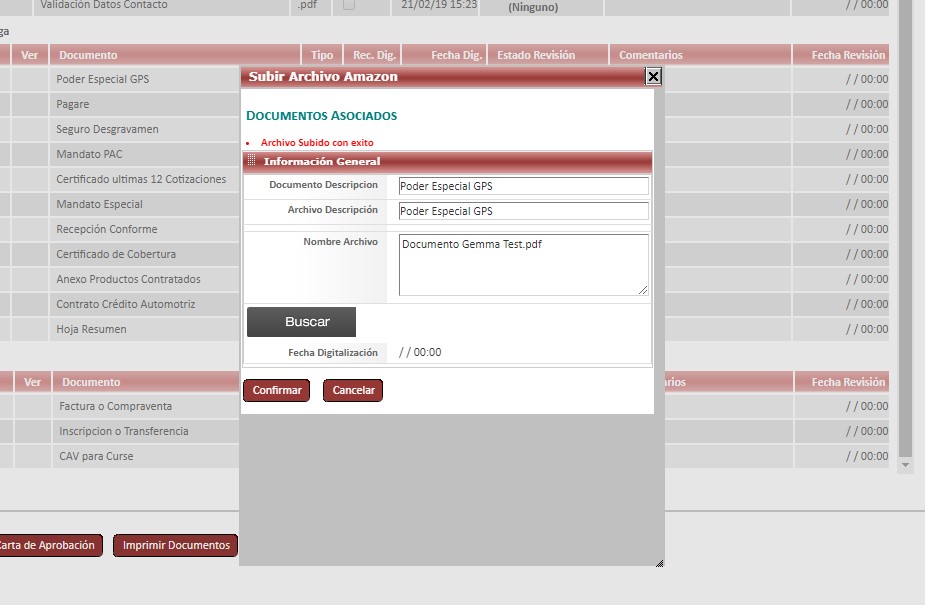 Validación Datos Contacto .pdf 21/02/19 15:23 (Ninguno) / / 00:00
ga
Ver Documento Tipo Rec. Dig. Fecha Dig. Estado Revisión Comentarios Fecha Revisión
Subir Archivo Amazon
DOCUMENTOS ASOCIADOS
• Archivo Subido con exito
Información General
Documento Descripcion Poder Especial GPS
Archivo Descripción Poder Especial GPS
Nombre Archivo Documento Gemma Test.pdf
Buscar
Fecha Digitalización / / 00:00
Confirmar Cancelar
Poder Especial GPS / / 00:00
Pagare / / 00:00
Seguro Desgravamen / / 00:00
Mandato PAC / / 00:00
Certificado ultimas 12 Cotizaciones / / 00:00
Mandato Especial / / 00:00
Recepción Conforme / / 00:00
Certificado de Cobertura / / 00:00
Anexo Productos Contratados / / 00:00
Contrato Crédito Automotriz / / 00:00
Hoja Resumen / / 00:00
Ver Documento rios Fecha Revisión
Factura o Compraventa / / 00:00
Inscripcion o Transferencia / / 00:00
CAV para Curse / / 00:00
Carta de Aprobación Imprimir Documentos